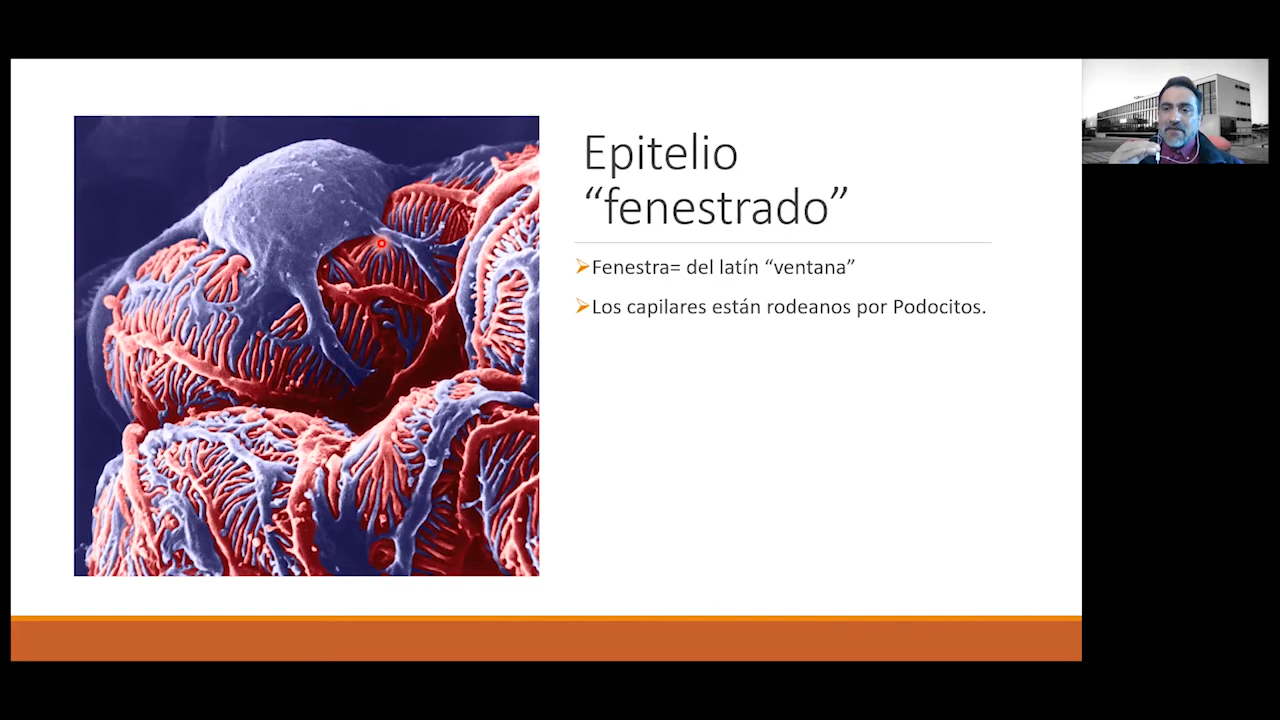 Epitelio
“fenestrado”
Fenestra= del latín “ventana”
Los capilares están rodeanos por Podocitos.